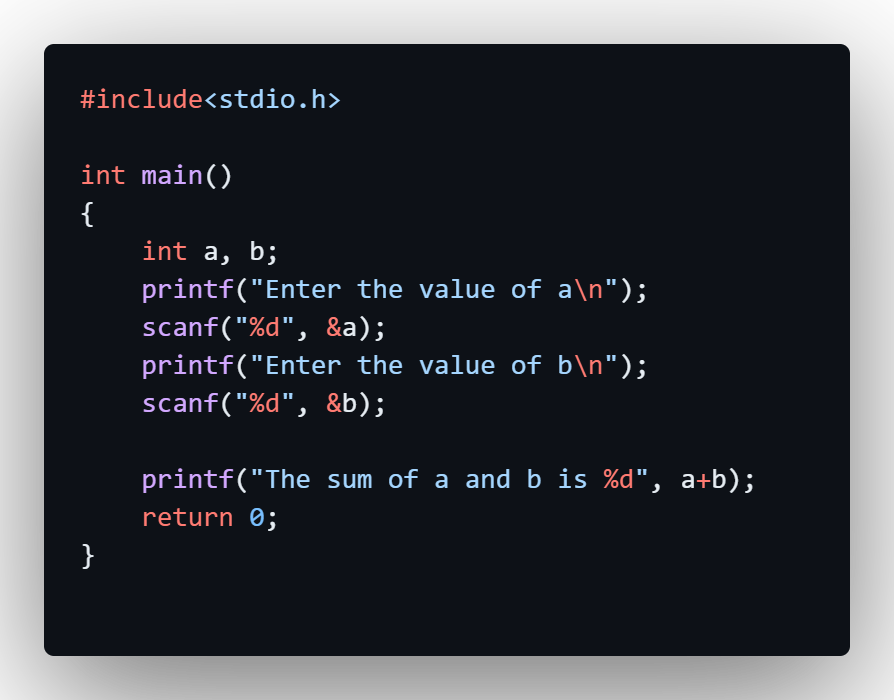 #include<stdio.h>
int main()
{
    int a, b;
    printf("Enter the value of a\n");
    scanf("%d", &a);
    printf("Enter the value of b\n");
    scanf("%d", &b);
    printf("The sum of a and b is %d", a+b);
    return 0;
}